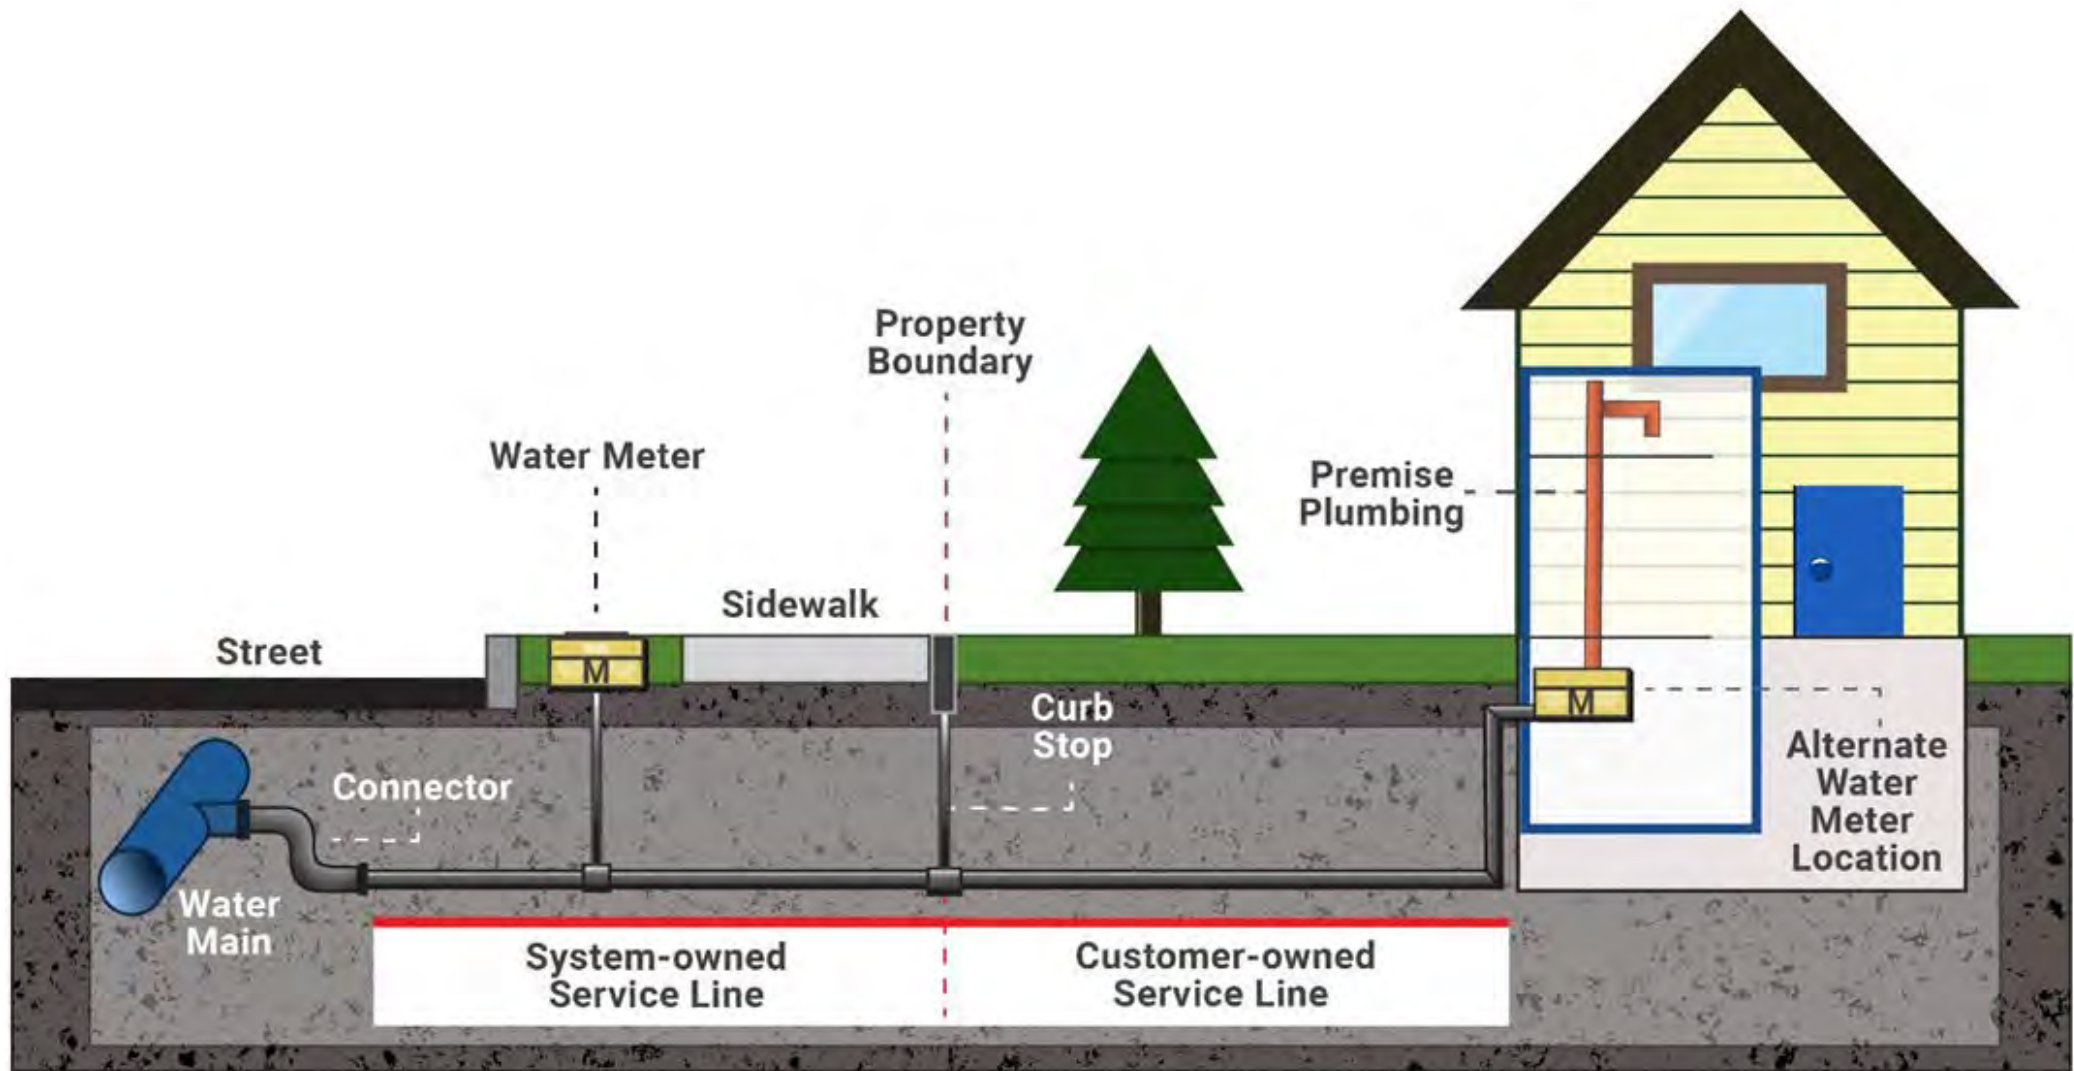 Property
Boundary
Water Meter
Premise
Plumbing
Sidewalk
Street
M
M
Curb
Stop
Connector
Alternate
Water
Meter
Location
Water
Main
System-owned
Service Line
Customer-owned
Service Line